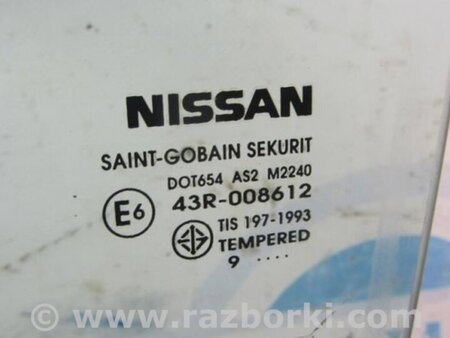 NISSAN
SAINT-GOBAIN SEKURIT
DOT654 AS2 M2240
E6 43R-008612
TIS 197-1993
TEMPERED
9 ....
© www.razborki.com